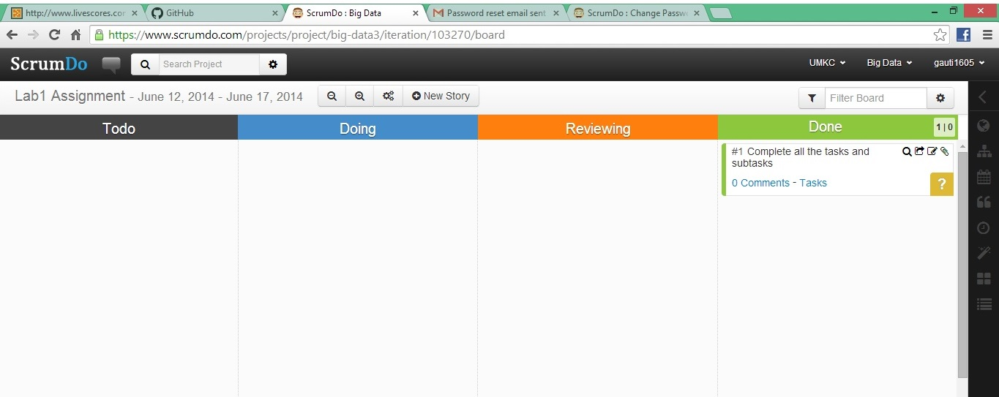 http://www.livescores.cor
GitHub
ScrumDo : Big Data
Password reset email sent
ScrumDo : Change Passw
https://www.scrumdo.com/projects/project/big-data3/iteration/103270/board
ScrumDo
Search Project
UMKC
Big Data
gauti1605
Lab1 Assignment - June 12, 2014 - June 17, 2014
New Story
Filter Board
Todo
Doing
Reviewing
Done
1 | 0
#1 Complete all the tasks and
subtasks
0 Comments - Tasks
?